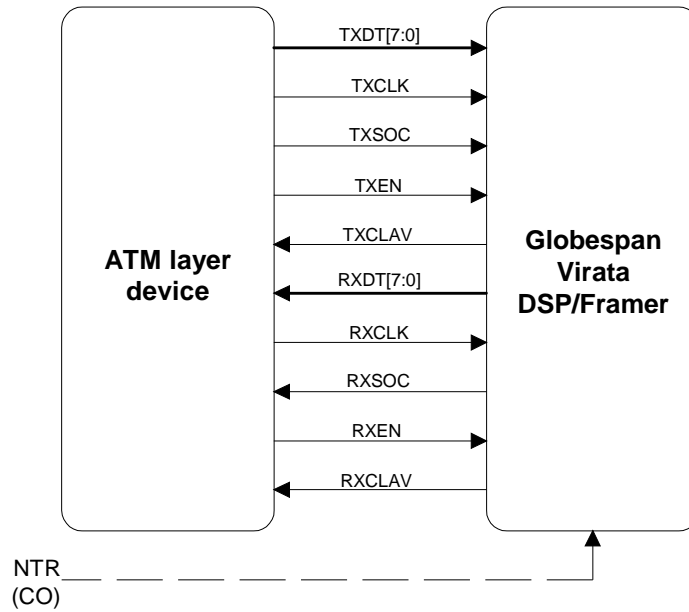 TXDT[7:0]
TXCLK
TXSOC
TXEN
TXCLAV
RXDT[7:0]
RXCLK
RXSOC
RXEN
RXCLAV
ATM layer
device
Globespan
Virata
DSP/Framer
NTR
(CO)